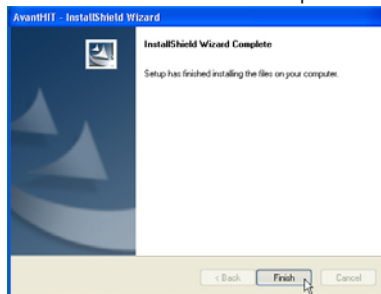 AvantHIT - InstallShield Wizard
InstallShield Wizard Complete
Setup has finished installing the files on your computer.
< Back
Finish
Cancel